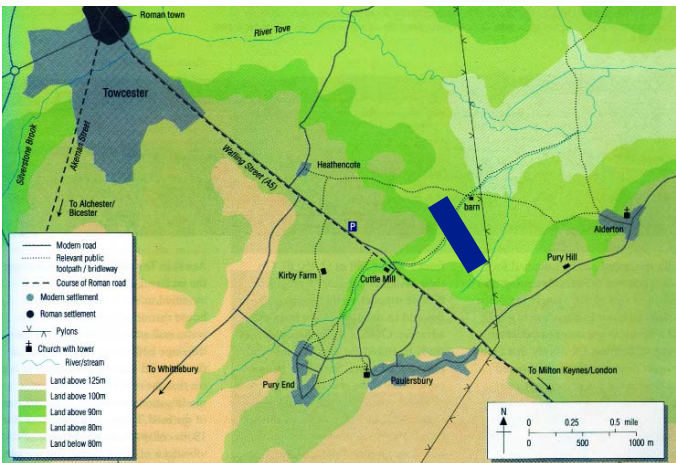 Roman town
River Tove
Towcester
Silverstone Brook
Akeman Street
Watling Street (A5)
Heathencote
barn
To Alchester/
Bicester
P
Alderton
Kirby Farm
Cuttle Mill
Pury Hill
Modern road
Relevant public
footpath / bridleway
Course of Roman road
Modern settlement
Roman settlement
Pylons
Church with tower
River/stream
Land above 125m
Land above 100m
Land above 90m
Land above 80m
Land below 80m
To Whittlebury
Pury End
Paulersbury
To Milton Keynes/London
N
0 0.25 0.5 mile
0 500 1000 m